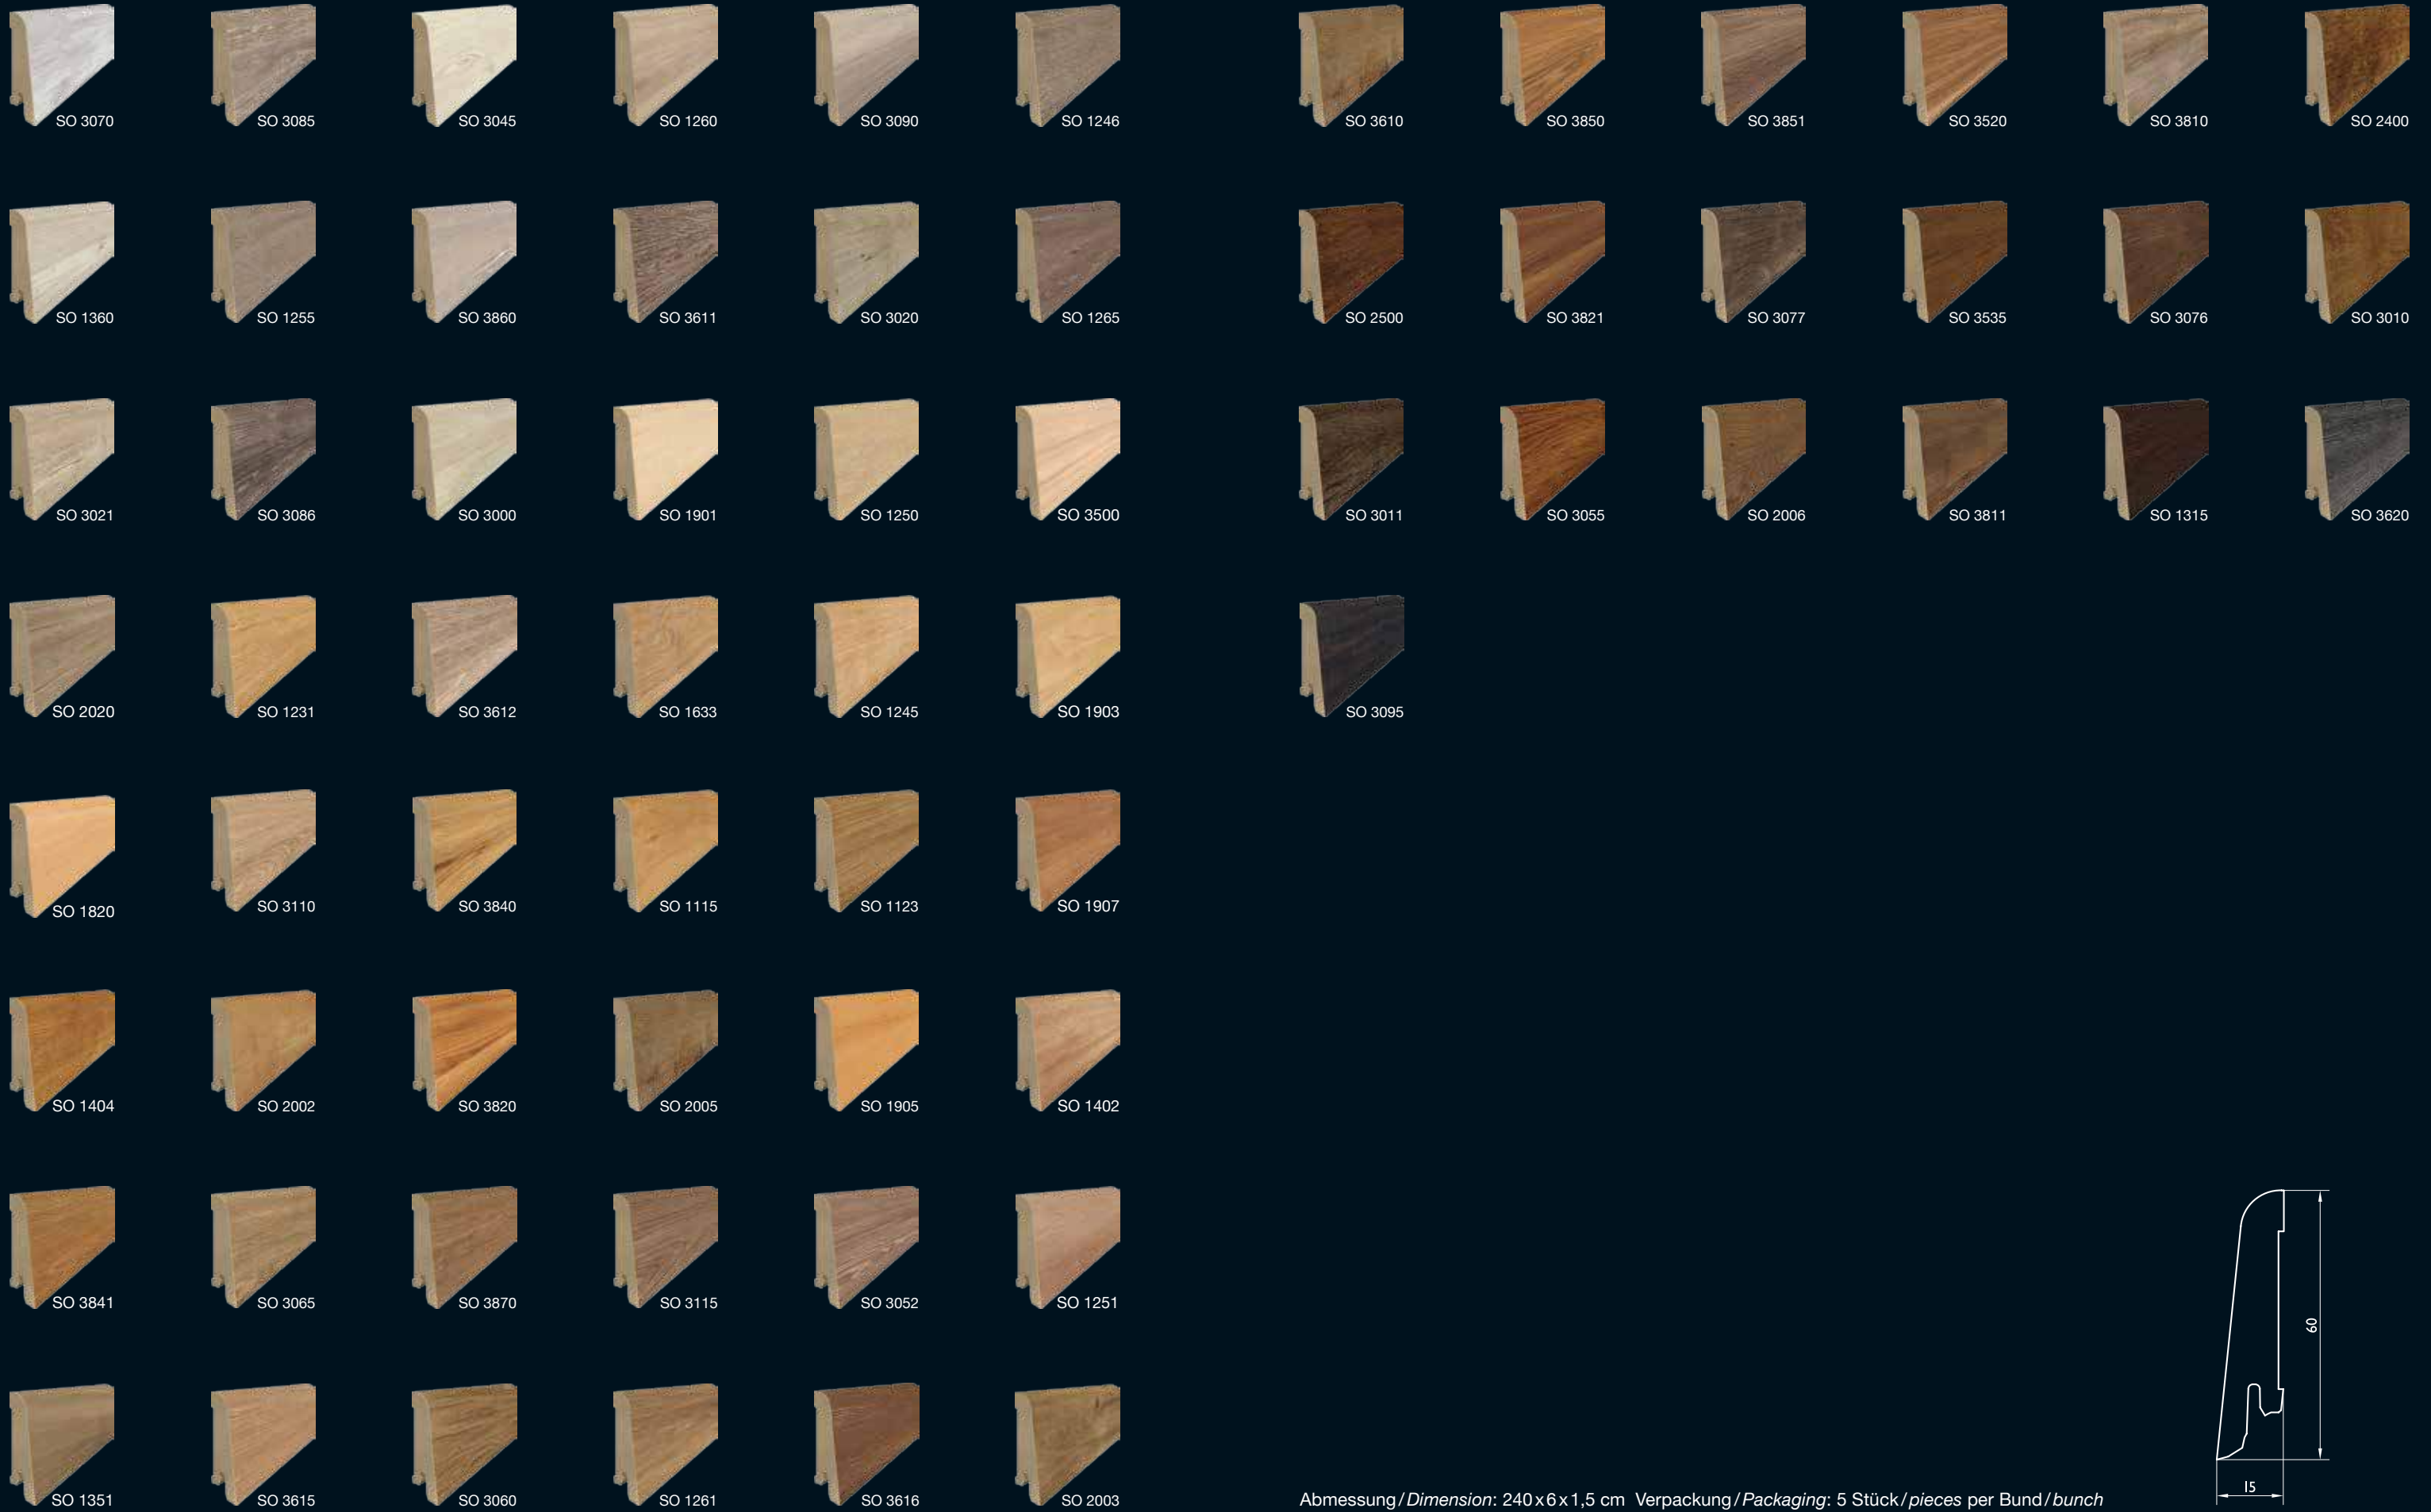 SO 3070 SO 3085 SO 3045 SO 1260 SO 3090 SO 1246
SO 1360 SO 1255 SO 3860 SO 3611 SO 3020 SO 1265
SO 3021 SO 3086 SO 3000 SO 1901 SO 1250 SO 3500
SO 2020 SO 1231 SO 3612 SO 1633 SO 1245 SO 1903
SO 1820 SO 3110 SO 3840 SO 1115 SO 1123 SO 1907
SO 1404 SO 2002 SO 3820 SO 2005 SO 1905 SO 1402
SO 3841 SO 3065 SO 3870 SO 3115 SO 3052 SO 1251
SO 1351 SO 3615 SO 3060 SO 1261 SO 3616 SO 2003
SO 3610 SO 3850 SO 3851 SO 3520 SO 3810 SO 2400
SO 2500 SO 3821 SO 3077 SO 3535 SO 3076 SO 3010
SO 3011 SO 3055 SO 2006 SO 3811 SO 1315 SO 3620
SO 3095
60
15
Abmessung/Dimension: 240x6x1,5 cm Verpackung/Packaging: 5 Stück/pieces per Bund/bunch